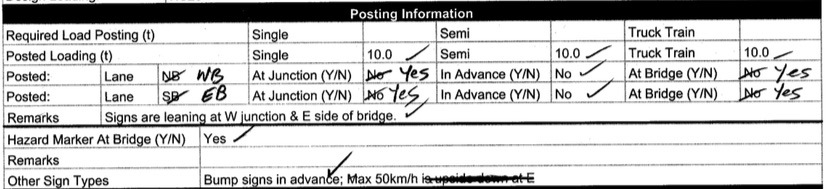 Posting Information
Required Load Posting (t) Single Semi Truck Train
Posted Loading (t) Single 10.0 Semi 10.0 Truck Train 10.0
Posted: Lane NB WB At Junction (Y/N) No Yes In Advance (Y/N) No At Bridge (Y/N) No Yes
Posted: Lane SB EB At Junction (Y/N) No Yes In Advance (Y/N) No At Bridge (Y/N) No Yes
Remarks Signs are leaning at W junction & E side of bridge.
Hazard Marker At Bridge (Y/N) Yes
Remarks
Other Sign Types Bump signs in advance; Max 50km/h is upside down at E